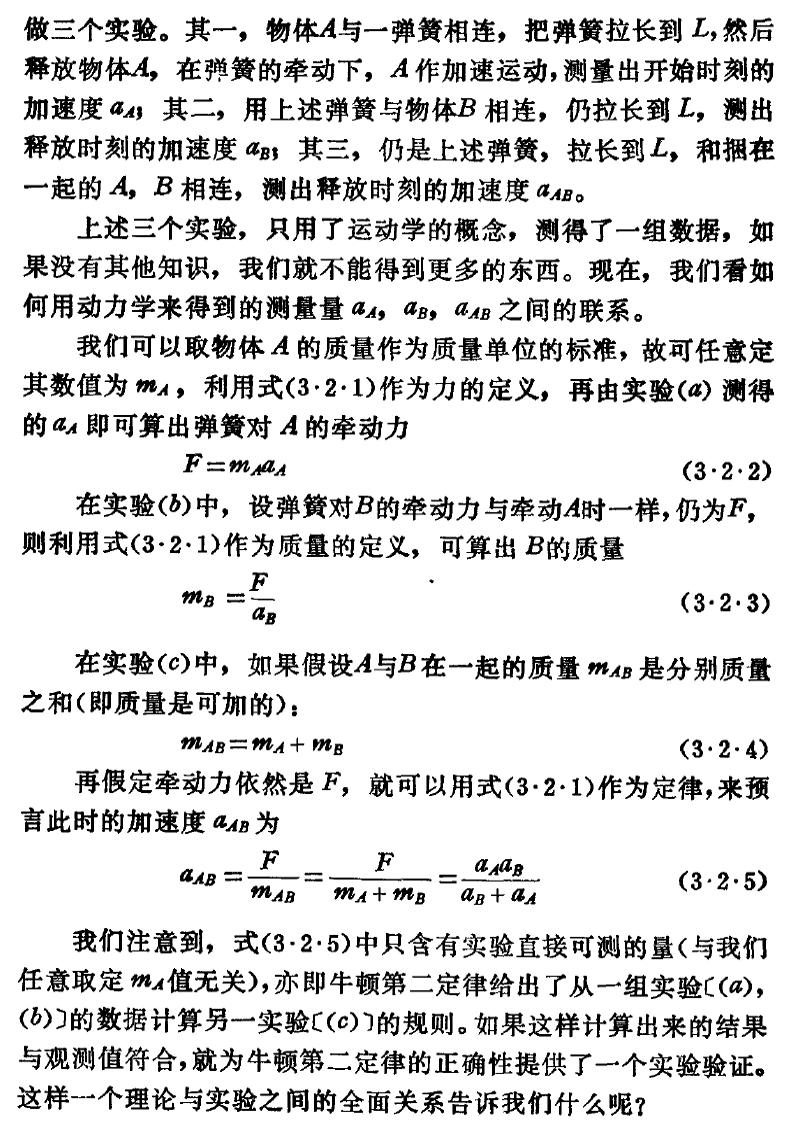 做三个实验。其一，物体A与一弹簧相连，把弹簧拉长到 L，然后
释放物体A，在弹簧的牵动下，A 作加速运动，测量出开始时刻的
加速度 a_A；其二，用上述弹簧与物体B 相连，仍拉长到 L，测出
释放时刻的加速度 a_B；其三，仍是上述弹簧，拉长到 L，和捆在
一起的 A，B 相连，测出释放时刻的加速度 a_AB。
上述三个实验，只用了运动学的概念，测得了一组数据，如
果没有其他知识，我们就不能得到更多的东西。现在，我们看如
何用动力学来得到的测量量 a_A，a_B，a_AB 之间的联系。
我们可以取物体 A 的质量作为质量单位的标准，故可任意定
其数值为 m_A，利用式(3·2·1)作为力的定义，再由实验(a) 测得
的 a_A 即可算出弹簧对 A 的牵动力
F=m_A a_A (3·2·2)
在实验(b)中，设弹簧对B的牵动力与牵动A时一样，仍为F，
则利用式(3·2·1)作为质量的定义，可算出 B的质量
m_B = F/a_B (3·2·3)
在实验(c)中，如果假设A与B在一起的质量 m_AB 是分别质量
之和(即质量是可加的)：
m_AB=m_A+m_B (3·2·4)
再假定牵动力依然是 F，就可以用式(3·2·1)作为定律，来预
言此时的加速度 a_AB 为
a_AB = F/m_AB = F/(m_A+m_B) = a_A a_B/(a_B+a_A) (3·2·5)
我们注意到，式(3·2·5)中只含有实验直接可测的量(与我们
任意取定 m_A值无关)，亦即牛顿第二定律给出了从一组实验〔(a)，
(b)〕的数据计算另一实验〔(c)〕的规则。如果这样计算出来的结果
与观测值符合，就为牛顿第二定律的正确性提供了一个实验验证。
这样一个理论与实验之间的全面关系告诉我们什么呢？